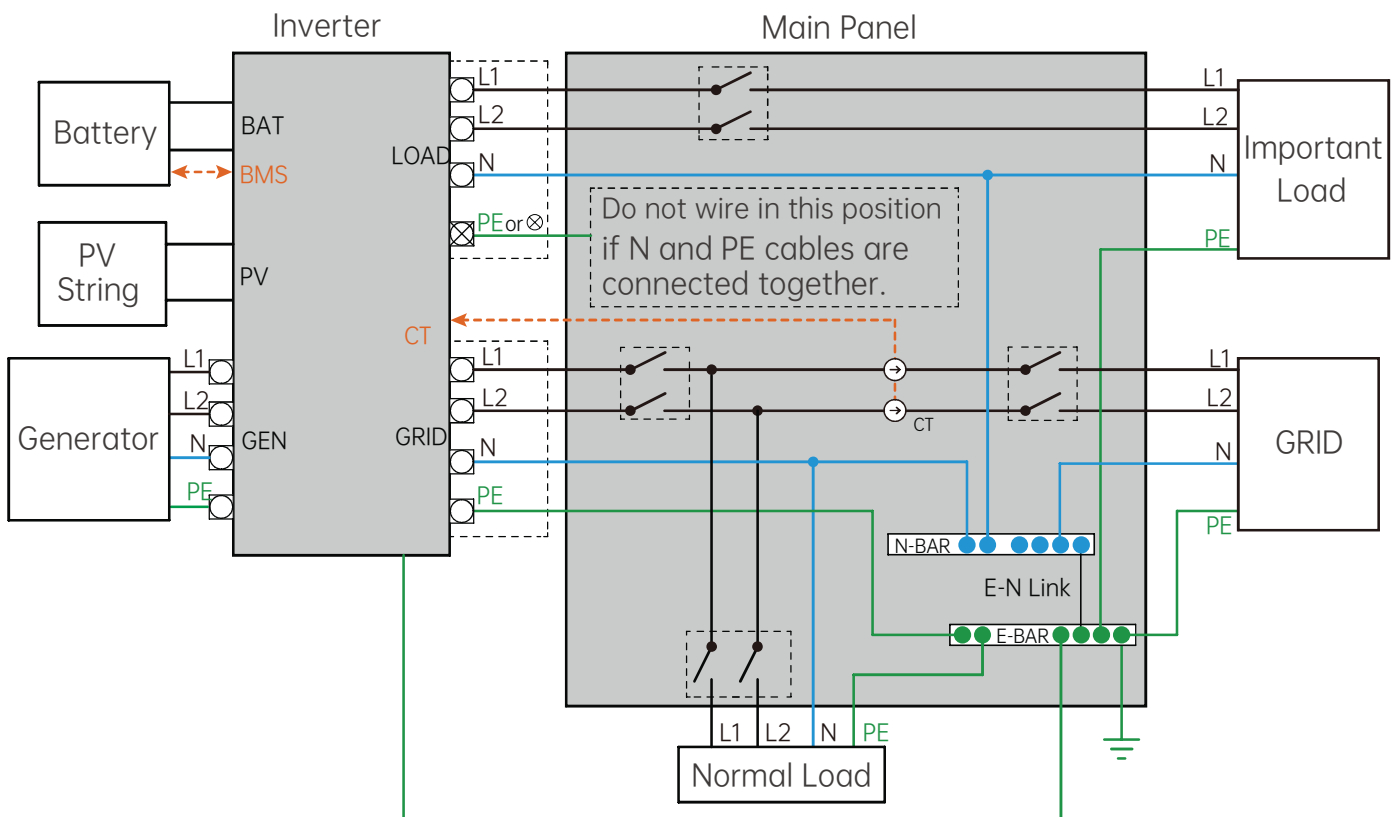 Inverter
Main Panel
Battery
BAT
BMS
PV
String
PV
Generator
L1
L2
N
PE
GEN
LOAD
L1
L2
N
PE or ⊗
Do not wire in this position
if N and PE cables are
connected together.
CT
GRID
L1
L2
N
PE
CT
L1
L2
N
PE
Important
Load
L1
L2
N
PE
GRID
N-BAR
E-N Link
E-BAR
L1 L2 N PE
Normal Load